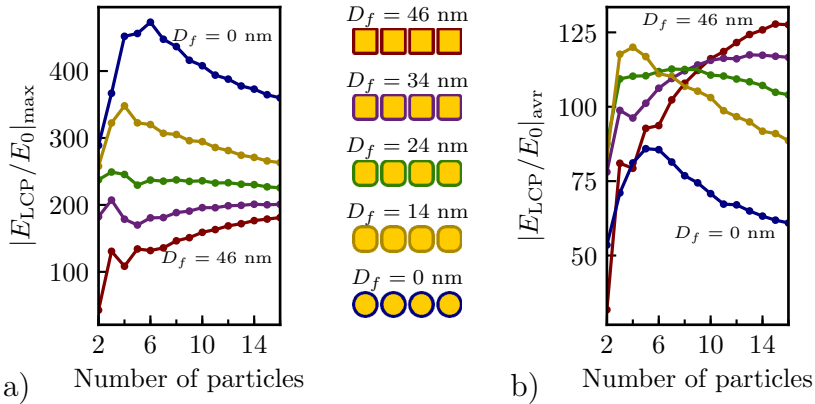 |E_LCP/E_0|_max
400
300
200
100
D_f = 0 nm
D_f = 46 nm
2 6 10 14
Number of particles
a)
D_f = 46 nm
D_f = 34 nm
D_f = 24 nm
D_f = 14 nm
D_f = 0 nm
|E_LCP/E_0|_avr
125
100
75
50
D_f = 46 nm
D_f = 0 nm
2 6 10 14
Number of particles
b)